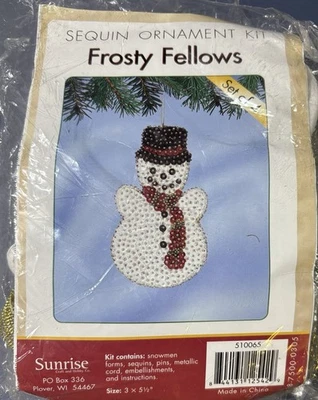 SEQUIN ORNAMENT KIT
Frosty Fellows
Set of
Sunrise
PO Box 336
Plover, WI 54467
Kit contains: snowmen
forms, sequins, pins, metallic
cord, embellishments,
and instructions.
Size: 3 × 5½"
510065
Made in China